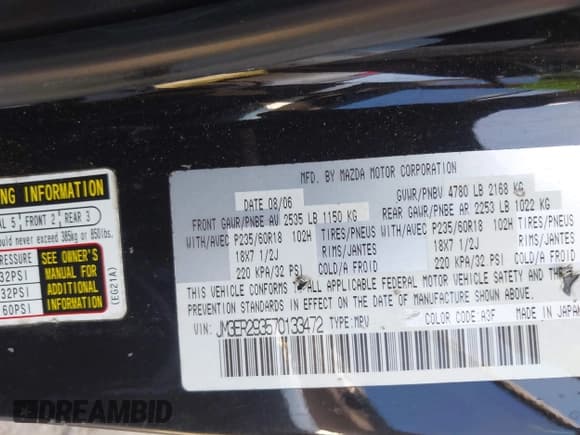 NG INFORMATION
AL 5 FRONT 2 REAR 3
ould never exceed 385kg or 850lbs.
PRESSURE
32PSI
32PSI
60PSI
SEE OWNER'S
MANUAL FOR
ADDITIONAL
INFORMATION
(EG21A)
MFD. BY MAZDA MOTOR CORPORATION
DATE 08/06
GVWR/PNBV 4780 LB 2168 KG
FRONT GAWR/PNBE AV 2535 LB 1150 KG
REAR GAWR/PNBE AR 2253 LB 1022 KG
WITH/AVEC P235/60R18 102H TIRES/PNEUS
WITH/AVEC P235/60R18 102H TIRES/PNEUS
18X7 1/2J RIMS/JANTES
18X7 1/2J RIMS/JANTES
220 KPA/32 PSI COLD/A FROID
220 KPA/32 PSI COLD/A FROID
THIS VEHICLE CONFORMS TO ALL APPLICABLE FEDERAL MOTOR VEHICLE SAFETY AND THEFT
PREVENTION STANDARDS IN EFFECT ON THE DATE OF MANUFACTURE SHOWN ABOVE.
VIN: JM3ER293570133472 TYPE: MPV COLOR CODE: A3F MADE IN JAPAN
DREAMBID